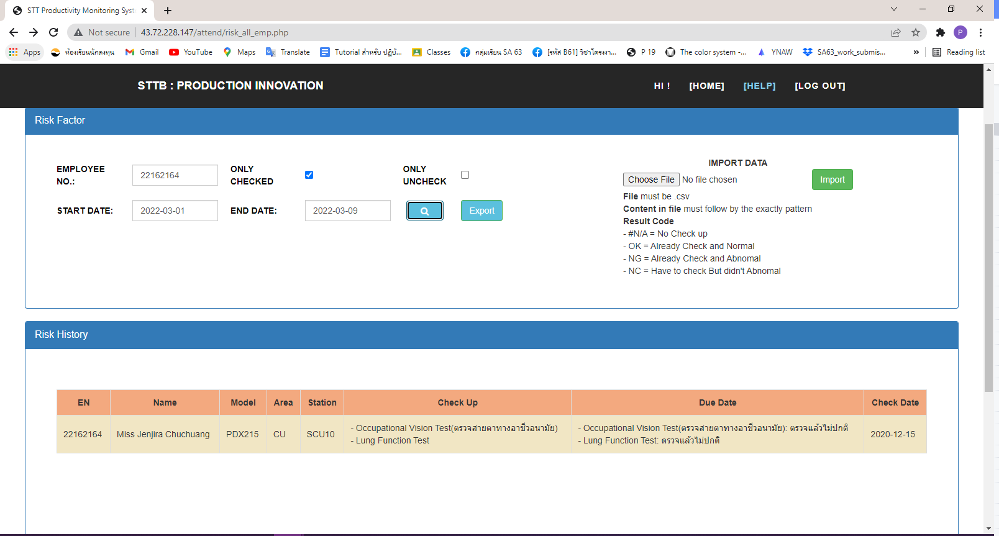 STT Productivity Monitoring Syst
Not secure 43.72.228.147/attend/risk_all_emp.php
P
Apps ห้องเรียนนักลงทุน Gmail YouTube Maps Translate Tutorial สำหรับ ปฏิบั... Classes กลุ่มเรียน SA 63 [รหัส B61] วิชาโครงงา... P 19 The color system -... YNAW SA63_work_submis... » Reading list
STTB : PRODUCTION INNOVATION HI ! [HOME] [HELP] [LOG OUT]
Risk Factor
EMPLOYEE NO.: 22162164 ONLY CHECKED ONLY UNCHECK
START DATE: 2022-03-01 END DATE: 2022-03-09 Export
IMPORT DATA
Choose File No file chosen Import
File must be .csv
Content in file must follow by the exactly pattern
Result Code
- #N/A = No Check up
- OK = Already Check and Normal
- NG = Already Check and Abnomal
- NC = Have to check But didn't Abnomal
Risk History
EN Name Model Area Station Check Up Due Date Check Date
22162164 Miss Jenjira Chuchuang PDX215 CU SCU10
- Occupational Vision Test(ตรวจสายตาทางอาชีวอนามัย)
- Lung Function Test
- Occupational Vision Test(ตรวจสายตาทางอาชีวอนามัย): ตรวจแล้วไม่ปกติ
- Lung Function Test: ตรวจแล้วไม่ปกติ
2020-12-15